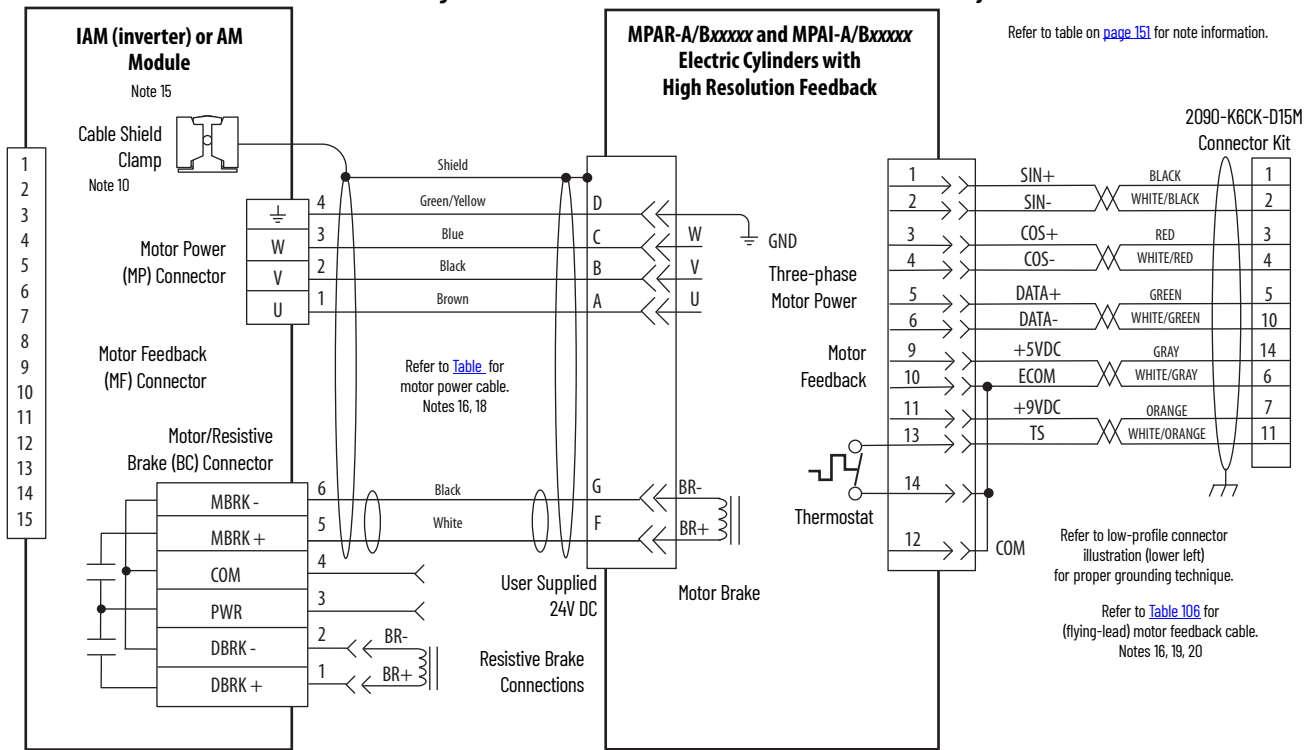 IAM (inverter) or AM
Module
Note 15
Cable Shield
Clamp
Note 10
1
2
3
4
5
6
7
8
9
10
11
12
13
14
15
Motor Power
(MP) Connector
W
V
U
4
3
2
1
Motor Feedback
(MF) Connector
Motor/Resistive
Brake (BC) Connector
MBRK -
MBRK +
COM
PWR
DBRK -
DBRK +
6
5
4
3
2
1
Shield
Green/Yellow
Blue
Black
Brown
Refer to Table for
motor power cable.
Notes 16, 18
Black
White
User Supplied
24V DC
BR-
BR+
Resistive Brake
Connections
MPAR-A/Bxxxxx and MPAI-A/Bxxxxx
Electric Cylinders with
High Resolution Feedback
D
C
B
A
W
V
U
GND
Three-phase
Motor Power
G
F
BR-
BR+
Motor Brake
Motor
Feedback
Thermostat
1
2
3
4
5
6
9
10
11
13
14
12
COM
Refer to table on page 151 for note information.
2090-K6CK-D15M
Connector Kit
SIN+ BLACK 1
SIN- WHITE/BLACK 2
COS+ RED 3
COS- WHITE/RED 4
DATA+ GREEN 5
DATA- WHITE/GREEN 10
+5VDC GRAY 14
ECOM WHITE/GRAY 6
+9VDC ORANGE 7
TS WHITE/ORANGE 11
Refer to low-profile connector
illustration (lower left)
for proper grounding technique.
Refer to Table 106 for
(flying-lead) motor feedback cable.
Notes 16, 19, 20